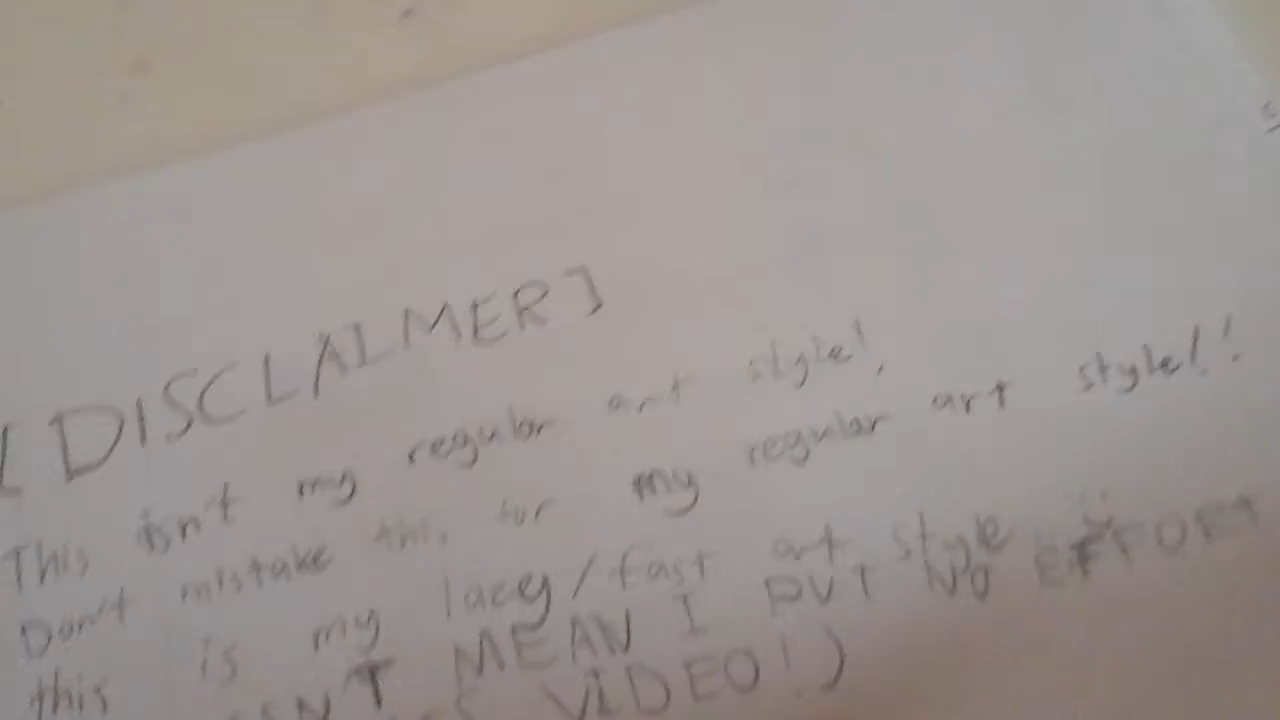 [DISCLAIMER]
This isn't my regular art style!
Don't mistake this for my regular art style!!
this is my lacey/fast art style
MEAN I PUT NO EFFORT
VIDEO!)